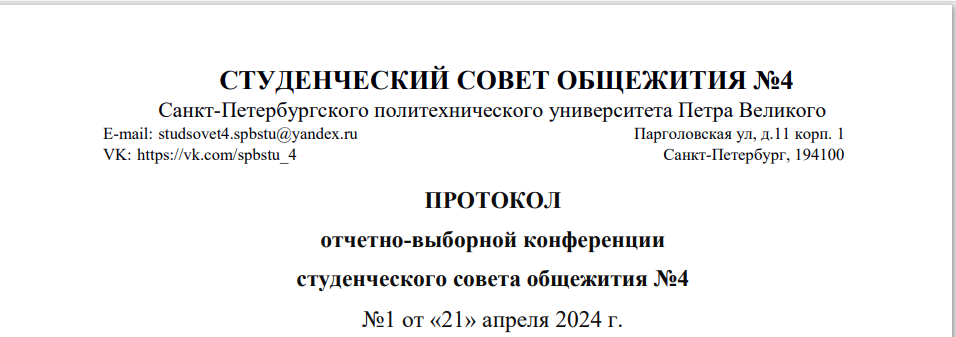 СТУДЕНЧЕСКИЙ СОВЕТ ОБЩЕЖИТИЯ №4
Санкт-Петербургского политехнического университета Петра Великого
E-mail: studsovet4.spbstu@yandex.ru Парголовская ул, д.11 корп. 1
VK: https://vk.com/spbstu_4 Санкт-Петербург, 194100
ПРОТОКОЛ
отчетно-выборной конференции
студенческого совета общежития №4
№1 от «21» апреля 2024 г.